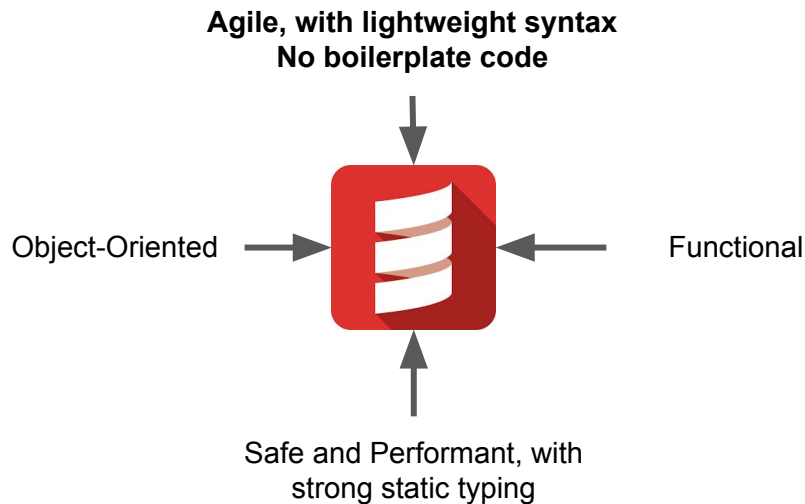 Agile, with lightweight syntax
No boilerplate code
Object-Oriented
Functional
Safe and Performant, with
strong static typing